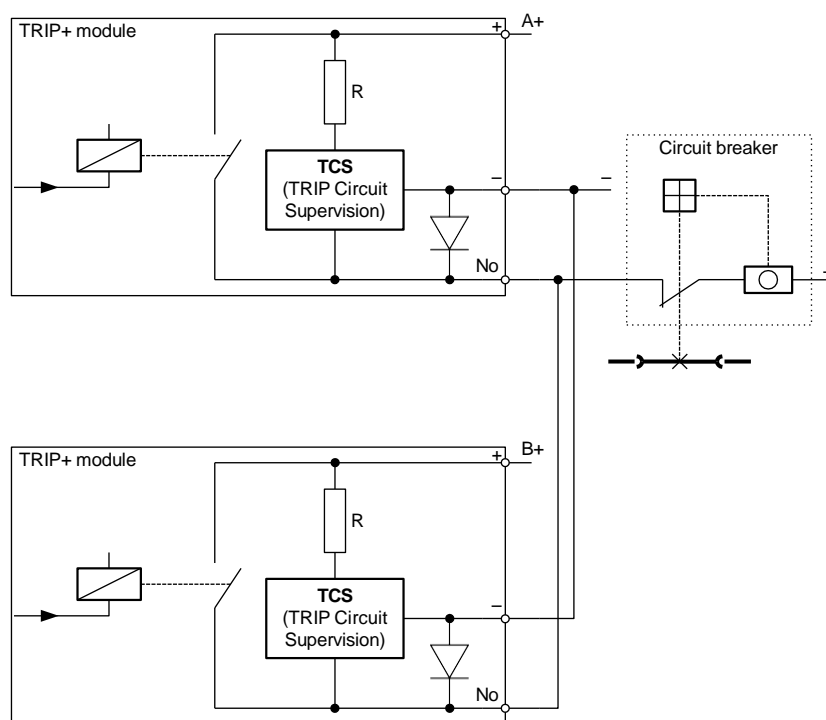 TRIP+ module
+ A+
R
Circuit breaker
TCS
(TRIP Circuit
Supervision)
– –
No
–
TRIP+ module
+ B+
R
TCS
(TRIP Circuit
Supervision)
–
No